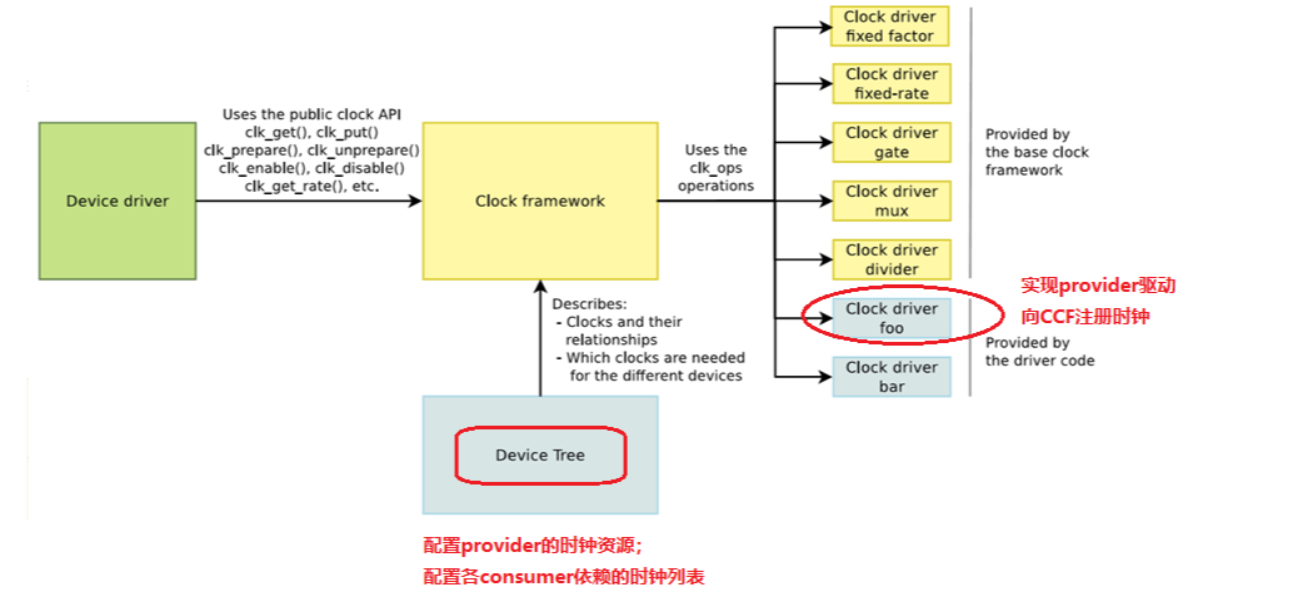 Device driver
Uses the public clock API
clk_get(), clk_put()
clk_prepare(), clk_unprepare()
clk_enable(), clk_disable()
clk_get_rate(), etc.
Clock framework
Uses the
clk_ops
operations
Clock driver
fixed factor
Clock driver
fixed-rate
Clock driver
gate
Clock driver
mux
Clock driver
divider
Clock driver
foo
Clock driver
bar
Provided by
the base clock
framework
实现provider驱动
向CCF注册时钟
Provided by
the driver code
Describes:
- Clocks and their
relationships
- Which clocks are needed
for the different devices
Device Tree
配置provider的时钟资源；
配置各consumer依赖的时钟列表